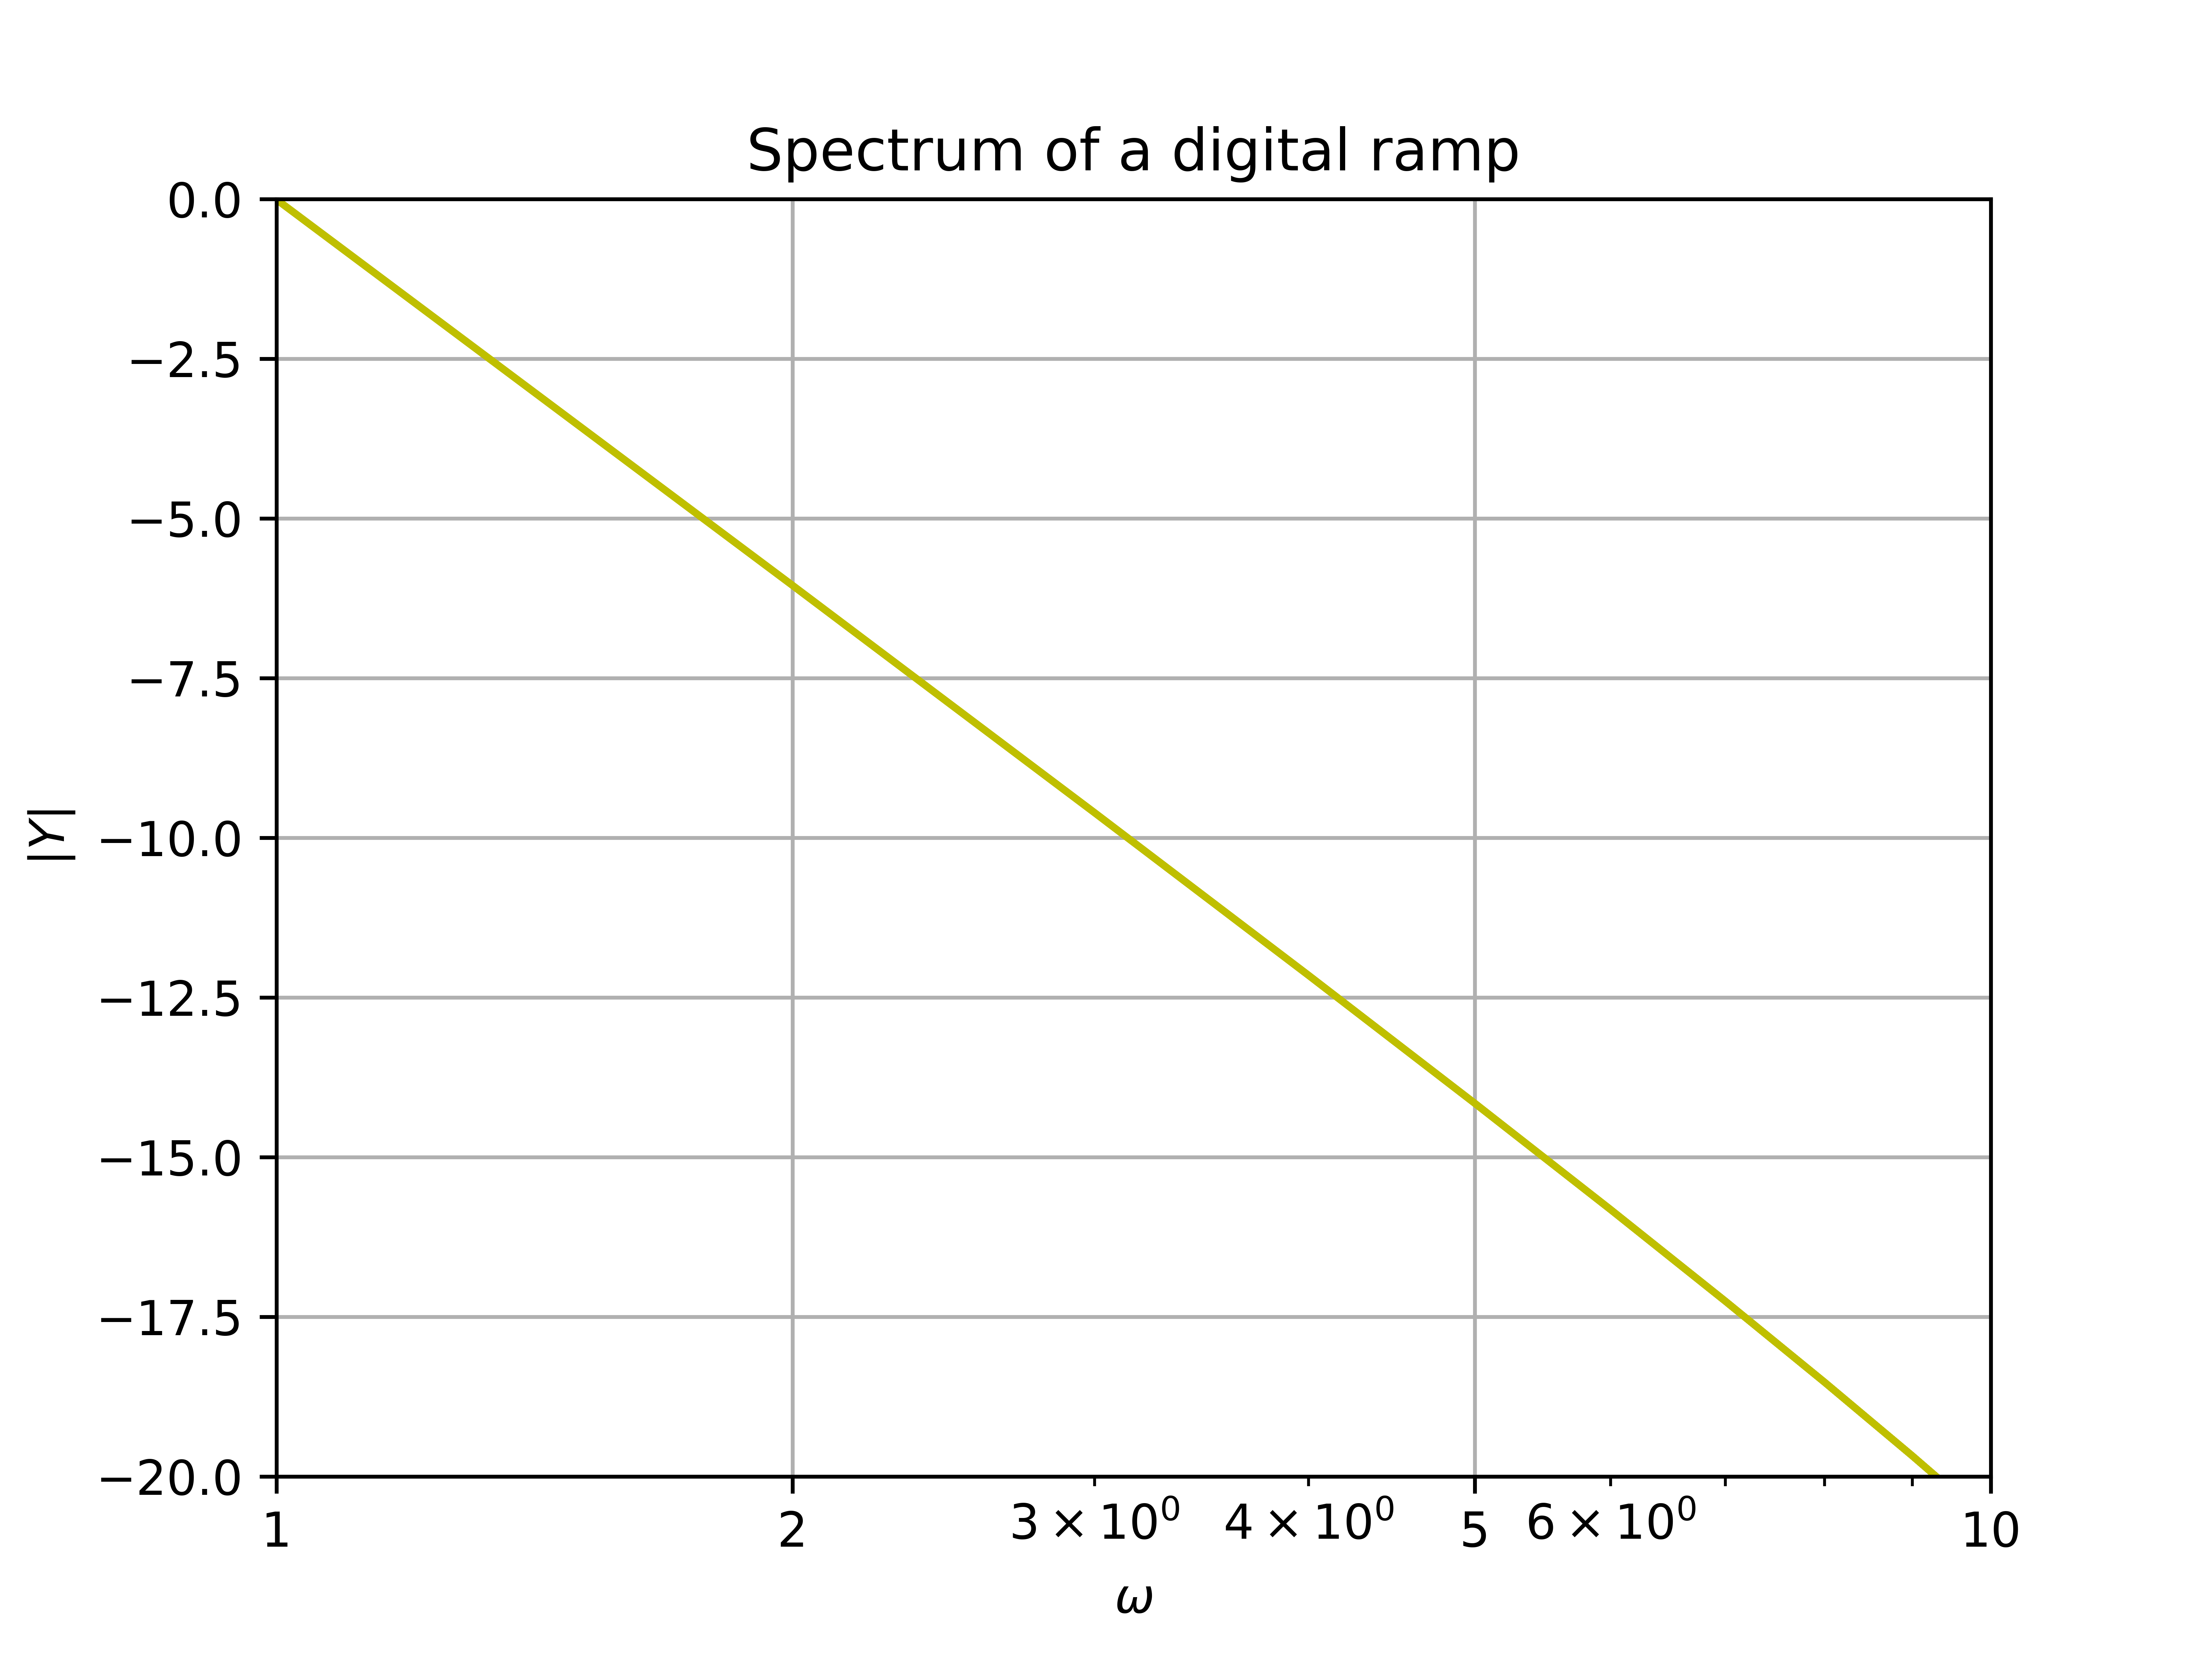 Spectrum of a digital ramp
0.0
−2.5
−5.0
−7.5
−10.0
−12.5
−15.0
−17.5
−20.0
|Y|
1 2 3 × 10⁰ 4 × 10⁰ 5 6 × 10⁰ 10
ω